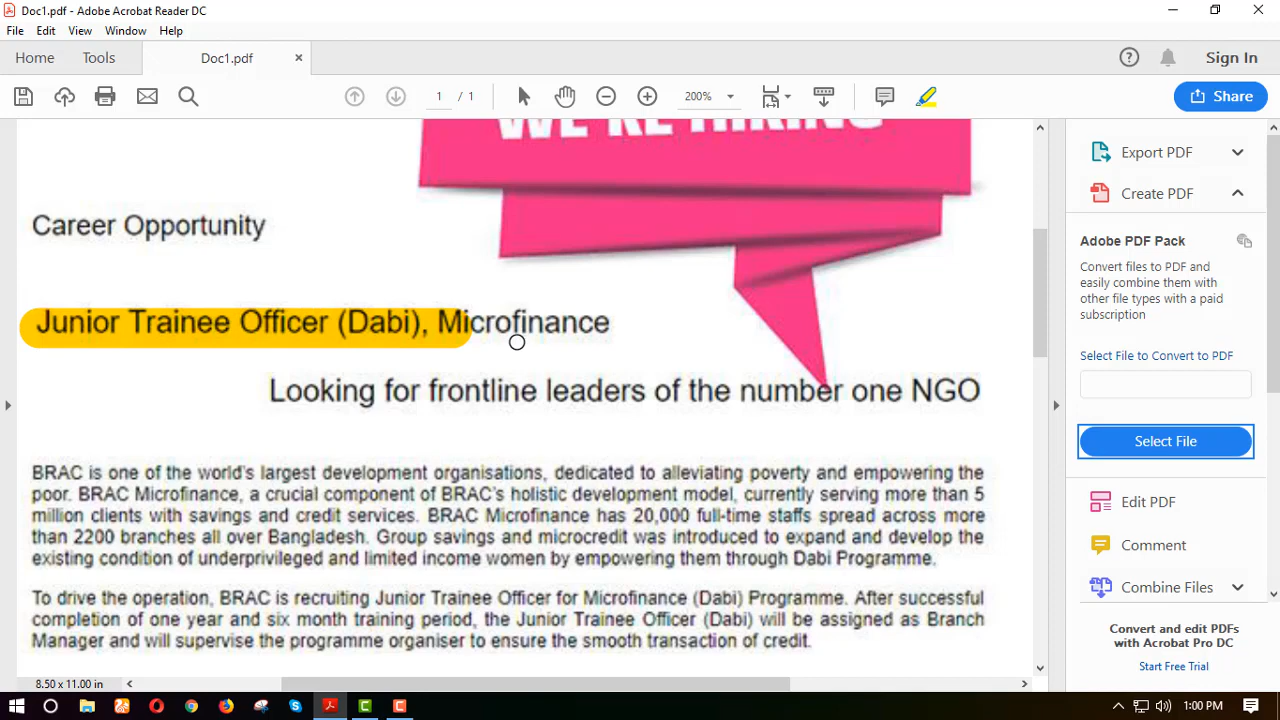 Doc1.pdf - Adobe Acrobat Reader DC
File Edit View Window Help
Home Tools Doc1.pdf × Sign In
1 / 1 200% Share
WE'RE HIRING
Career Opportunity
Junior Trainee Officer (Dabi), Microfinance
Looking for frontline leaders of the number one NGO
BRAC is one of the world's largest development organisations, dedicated to alleviating poverty and empowering the
poor. BRAC Microfinance, a crucial component of BRAC's holistic development model, currently serving more than 5
million clients with savings and credit services. BRAC Microfinance has 20,000 full-time staffs spread across more
than 2200 branches all over Bangladesh. Group savings and microcredit was introduced to expand and develop the
existing condition of underprivileged and limited income women by empowering them through Dabi Programme.
To drive the operation, BRAC is recruiting Junior Trainee Officer for Microfinance (Dabi) Programme. After successful
completion of one year and six month training period, the Junior Trainee Officer (Dabi) will be assigned as Branch
Manager and will supervise the programme organiser to ensure the smooth transaction of credit.
8.50 x 11.00 in
Export PDF
Create PDF
Adobe PDF Pack
Convert files to PDF and
easily combine them with
other file types with a paid
subscription
Select File to Convert to PDF
Select File
Edit PDF
Comment
Combine Files
Convert and edit PDFs
with Acrobat Pro DC
Start Free Trial
1:00 PM